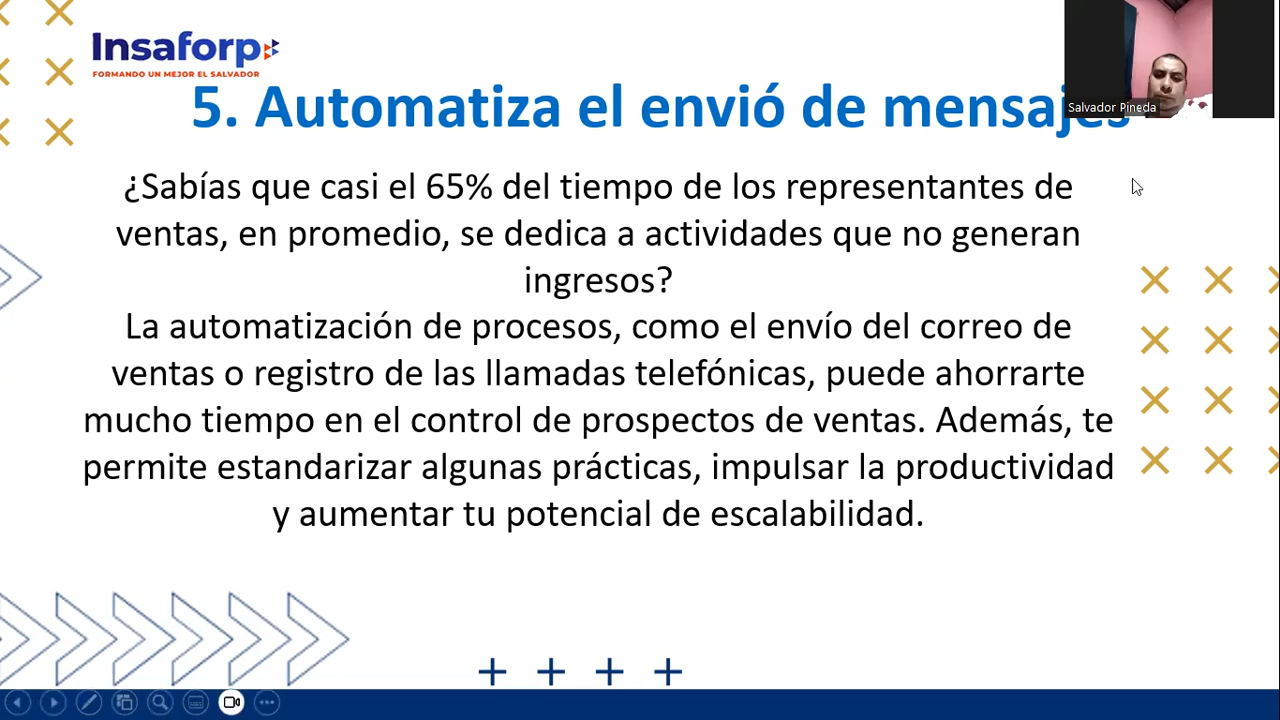 Insaforp
FORMANDO UN MEJOR EL SALVADOR
5. Automatiza el envió de mensajes
Salvador Pineda
¿Sabías que casi el 65% del tiempo de los representantes de
ventas, en promedio, se dedica a actividades que no generan
ingresos?
La automatización de procesos, como el envío del correo de
ventas o registro de las llamadas telefónicas, puede ahorrarte
mucho tiempo en el control de prospectos de ventas. Además, te
permite estandarizar algunas prácticas, impulsar la productividad
y aumentar tu potencial de escalabilidad.